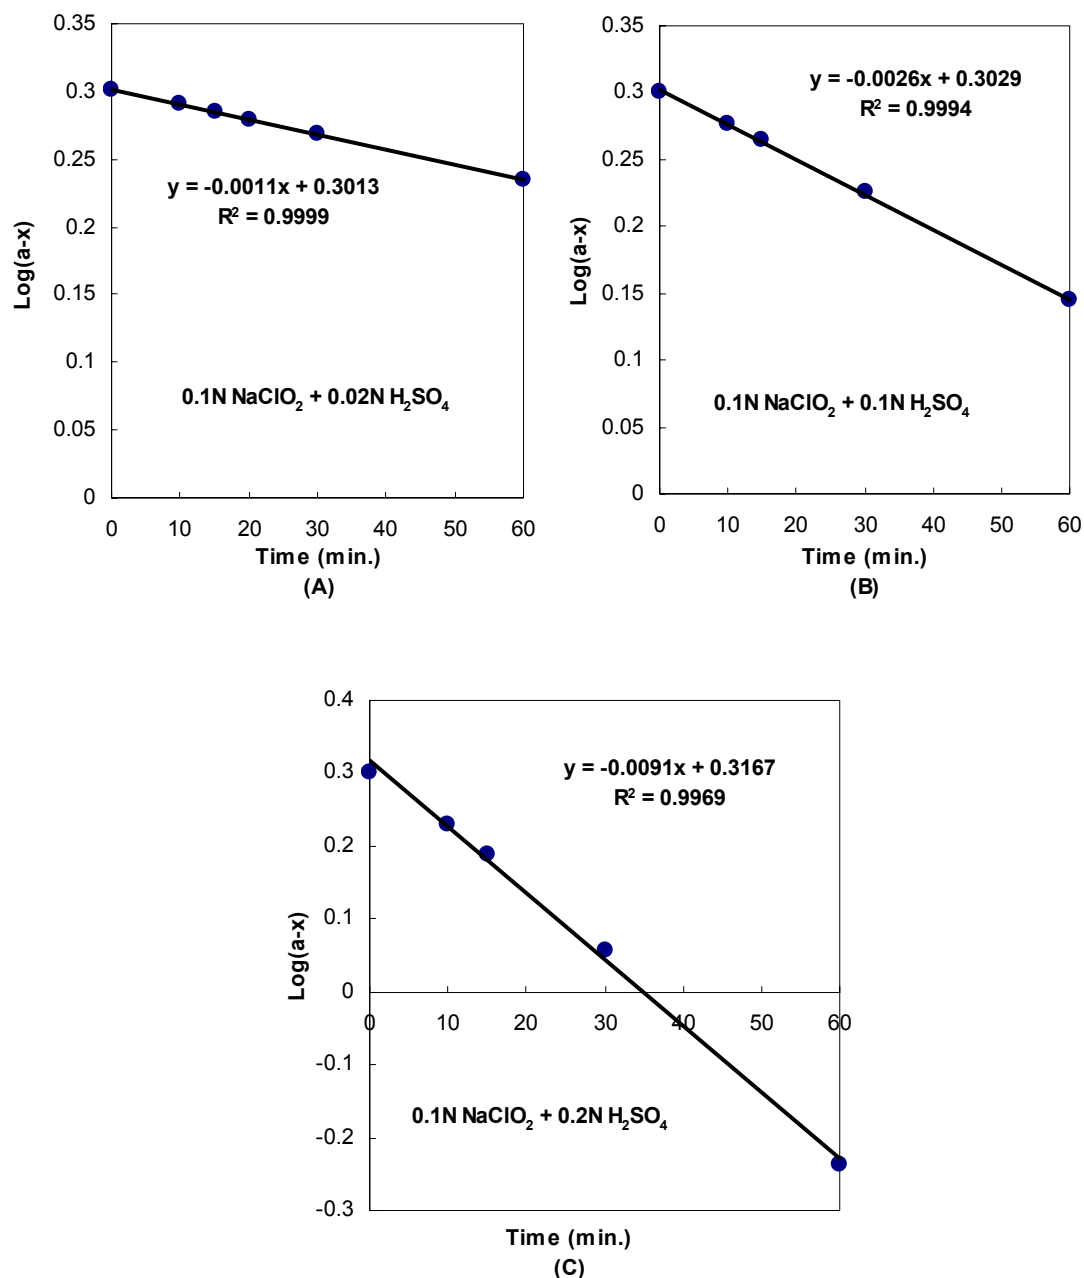 0.35
0.3
0.25
0.2
0.15
0.1
0.05
0
Log(a-x)
y = -0.0011x + 0.3013
R² = 0.9999
0.1N NaClO₂ + 0.02N H₂SO₄
0 10 20 30 40 50 60
Time (min.)
(A)
0.35
0.3
0.25
0.2
0.15
0.1
0.05
0
Log(a-x)
y = -0.0026x + 0.3029
R² = 0.9994
0.1N NaClO₂ + 0.1N H₂SO₄
0 10 20 30 40 50 60
Time (min.)
(B)
0.4
0.3
0.2
0.1
0
-0.1
-0.2
-0.3
Log(a-x)
y = -0.0091x + 0.3167
R² = 0.9969
0 10 20 30 40 50 60
0.1N NaClO₂ + 0.2N H₂SO₄
Time (min.)
(C)